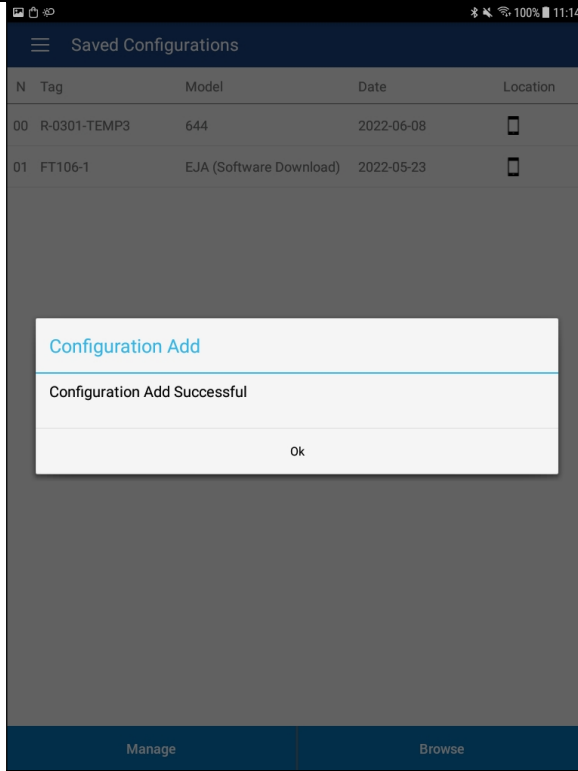 100% 11:14
Saved Configurations
N Tag Model Date Location
00 R-0301-TEMP3 644 2022-06-08
01 FT106-1 EJA (Software Download) 2022-05-23
Configuration Add
Configuration Add Successful
Ok
Manage Browse